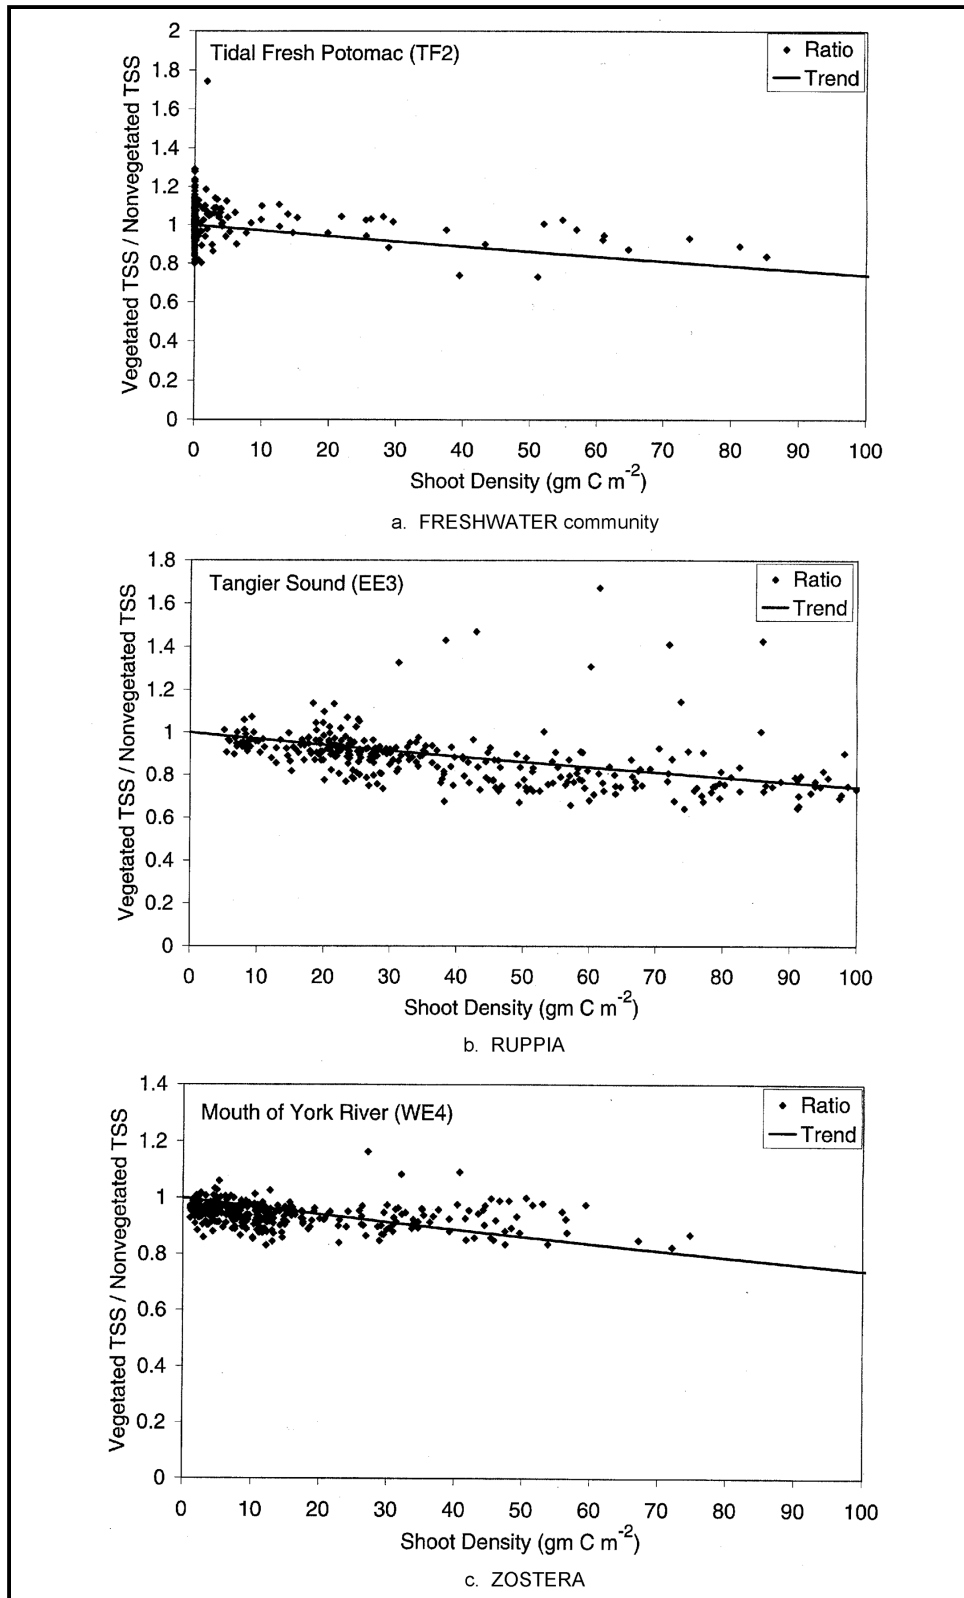 Tidal Fresh Potomac (TF2)
Ratio
Trend
Vegetated TSS / Nonvegetated TSS
2
1.8
1.6
1.4
1.2
1
0.8
0.6
0.4
0.2
0
0 10 20 30 40 50 60 70 80 90 100
Shoot Density (gm C m-2)
a. FRESHWATER community
Tangier Sound (EE3)
Ratio
Trend
Vegetated TSS / Nonvegetated TSS
1.8
1.6
1.4
1.2
1
0.8
0.6
0.4
0.2
0
0 10 20 30 40 50 60 70 80 90 100
Shoot Density (gm C m-2)
b. RUPPIA
Mouth of York River (WE4)
Ratio
Trend
Vegetated TSS / Nonvegetated TSS
1.4
1.2
1
0.8
0.6
0.4
0.2
0
0 10 20 30 40 50 60 70 80 90 100
Shoot Density (gm C m-2)
c. ZOSTERA